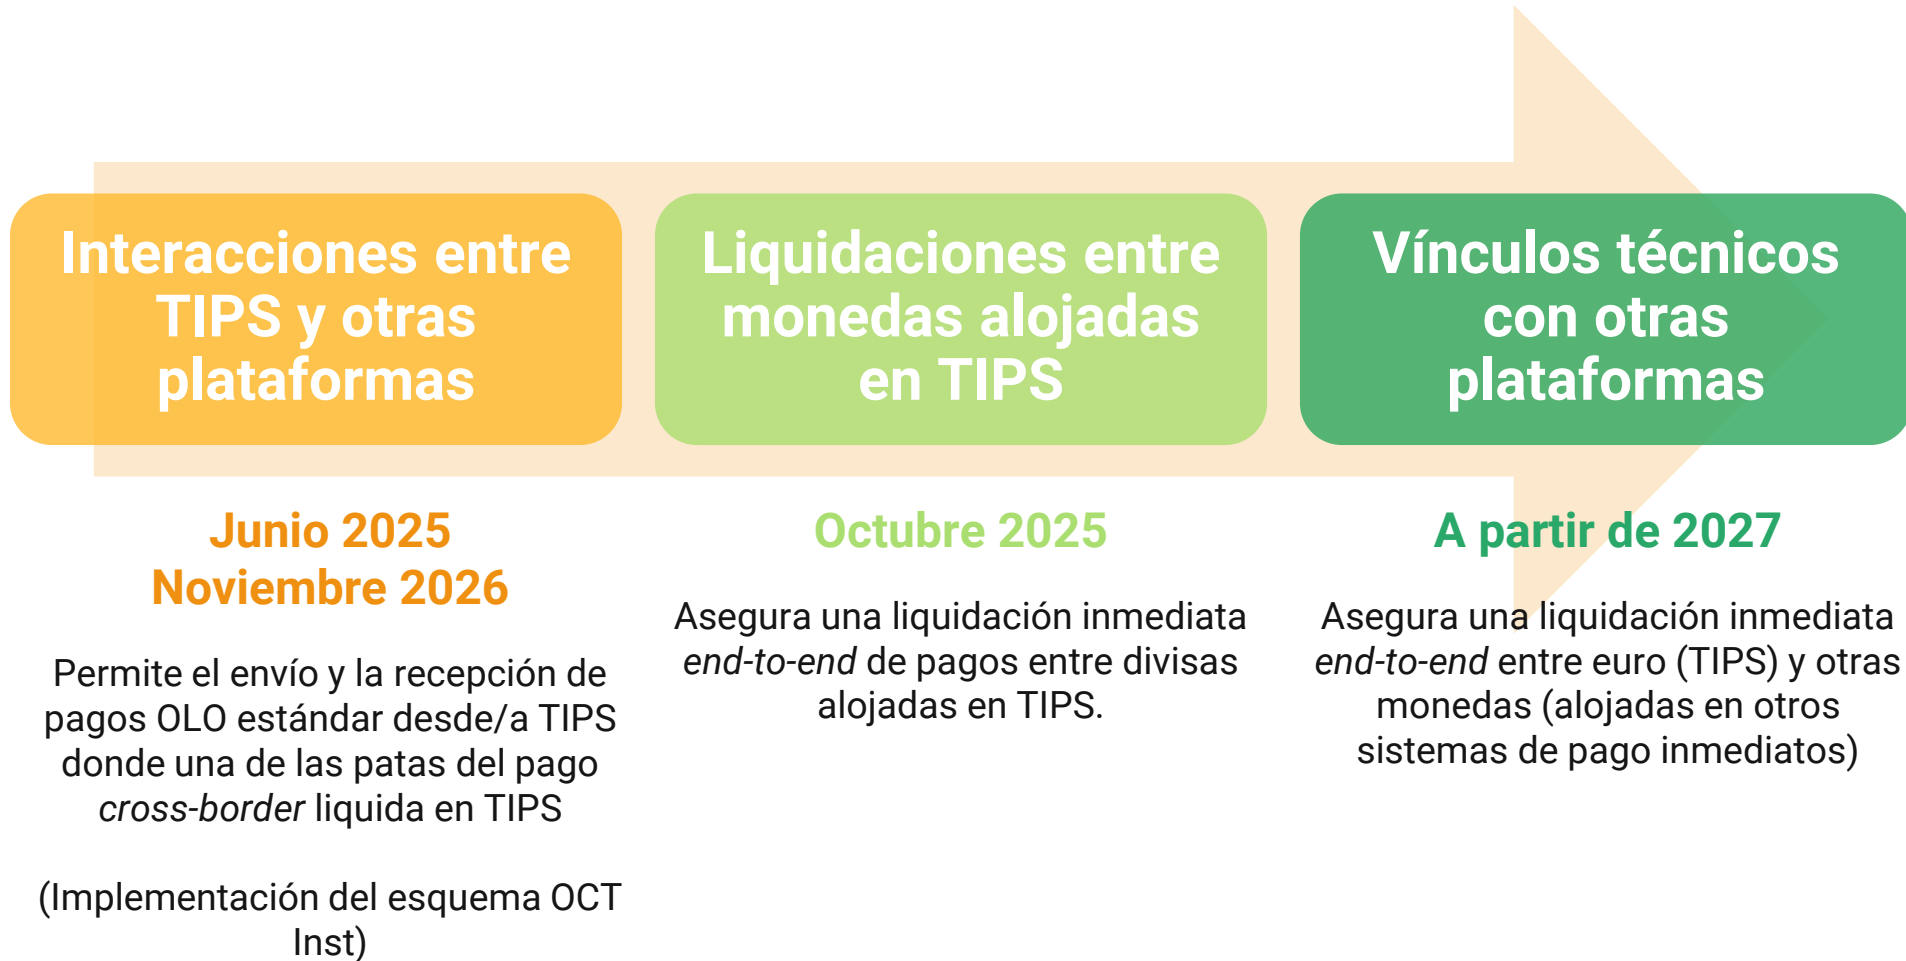 Interacciones entre
TIPS y otras
plataformas
Junio 2025
Noviembre 2026
Permite el envío y la recepción de
pagos OLO estándar desde/a TIPS
donde una de las patas del pago
cross-border liquida en TIPS
(Implementación del esquema OCT
Inst)
Liquidaciones entre
monedas alojadas
en TIPS
Octubre 2025
Asegura una liquidación inmediata
end-to-end de pagos entre divisas
alojadas en TIPS.
Vínculos técnicos
con otras
plataformas
A partir de 2027
Asegura una liquidación inmediata
end-to-end entre euro (TIPS) y otras
monedas (alojadas en otros
sistemas de pago inmediatos)